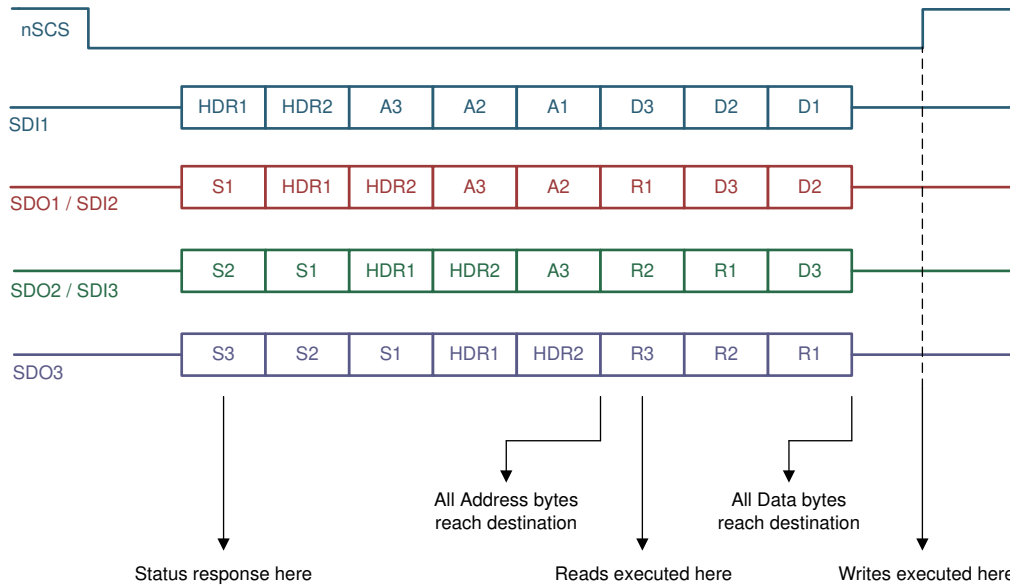 nSCS
HDR1 HDR2 A3 A2 A1 D3 D2 D1
SDI1
S1 HDR1 HDR2 A3 A2 R1 D3 D2
SDO1 / SDI2
S2 S1 HDR1 HDR2 A3 R2 R1 D3
SDO2 / SDI3
S3 S2 S1 HDR1 HDR2 R3 R2 R1
SDO3
All Address bytes
reach destination
All Data bytes
reach destination
Status response here
Reads executed here
Writes executed here